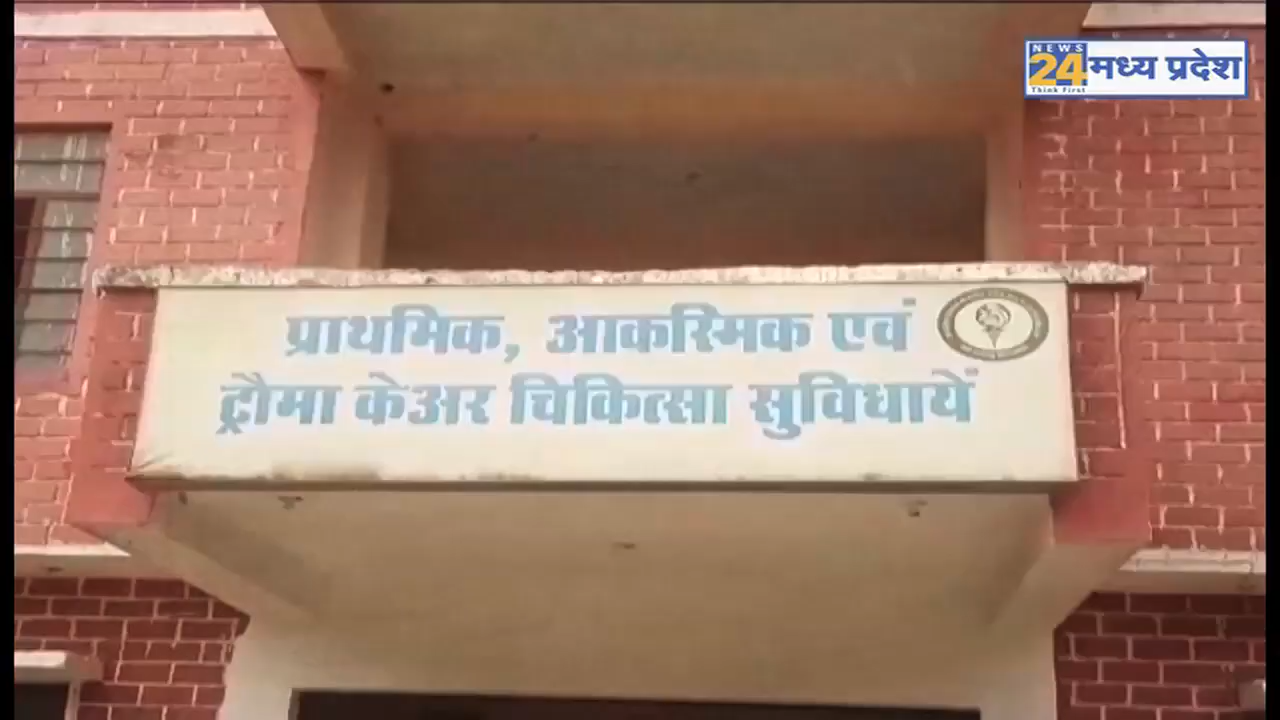 NEWS
24 मध्य प्रदेश
Think First
प्राथमिक, आकस्मिक एवं
ट्रौमा केअर चिकित्सा सुविधायें